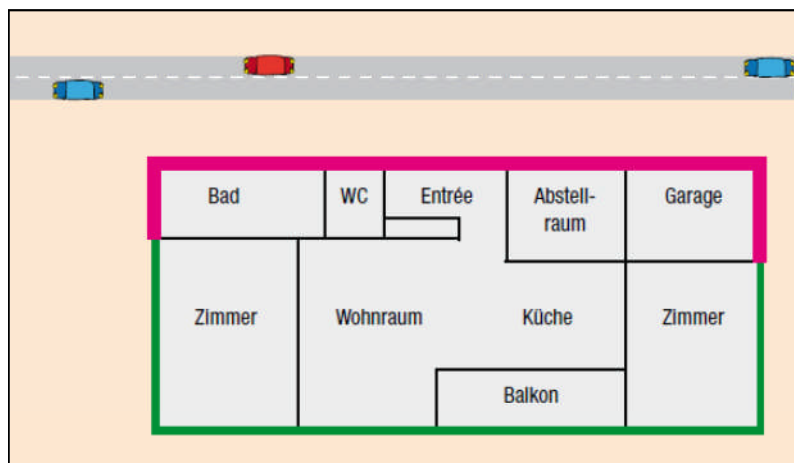 Bad
WC
Entrée
Abstell-
raum
Garage
Zimmer
Wohnraum
Küche
Zimmer
Balkon